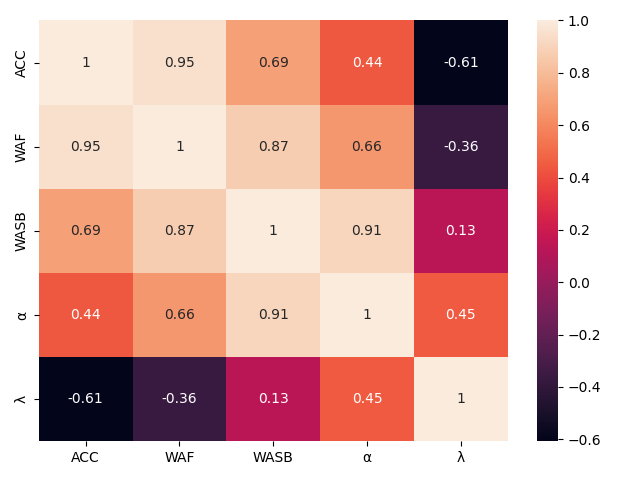 ACC 1 0.95 0.69 0.44 -0.61
WAF 0.95 1 0.87 0.66 -0.36
WASB 0.69 0.87 1 0.91 0.13
α 0.44 0.66 0.91 1 0.45
λ -0.61 -0.36 0.13 0.45 1
ACC WAF WASB α λ
1.0
0.8
0.6
0.4
0.2
0.0
−0.2
−0.4
−0.6